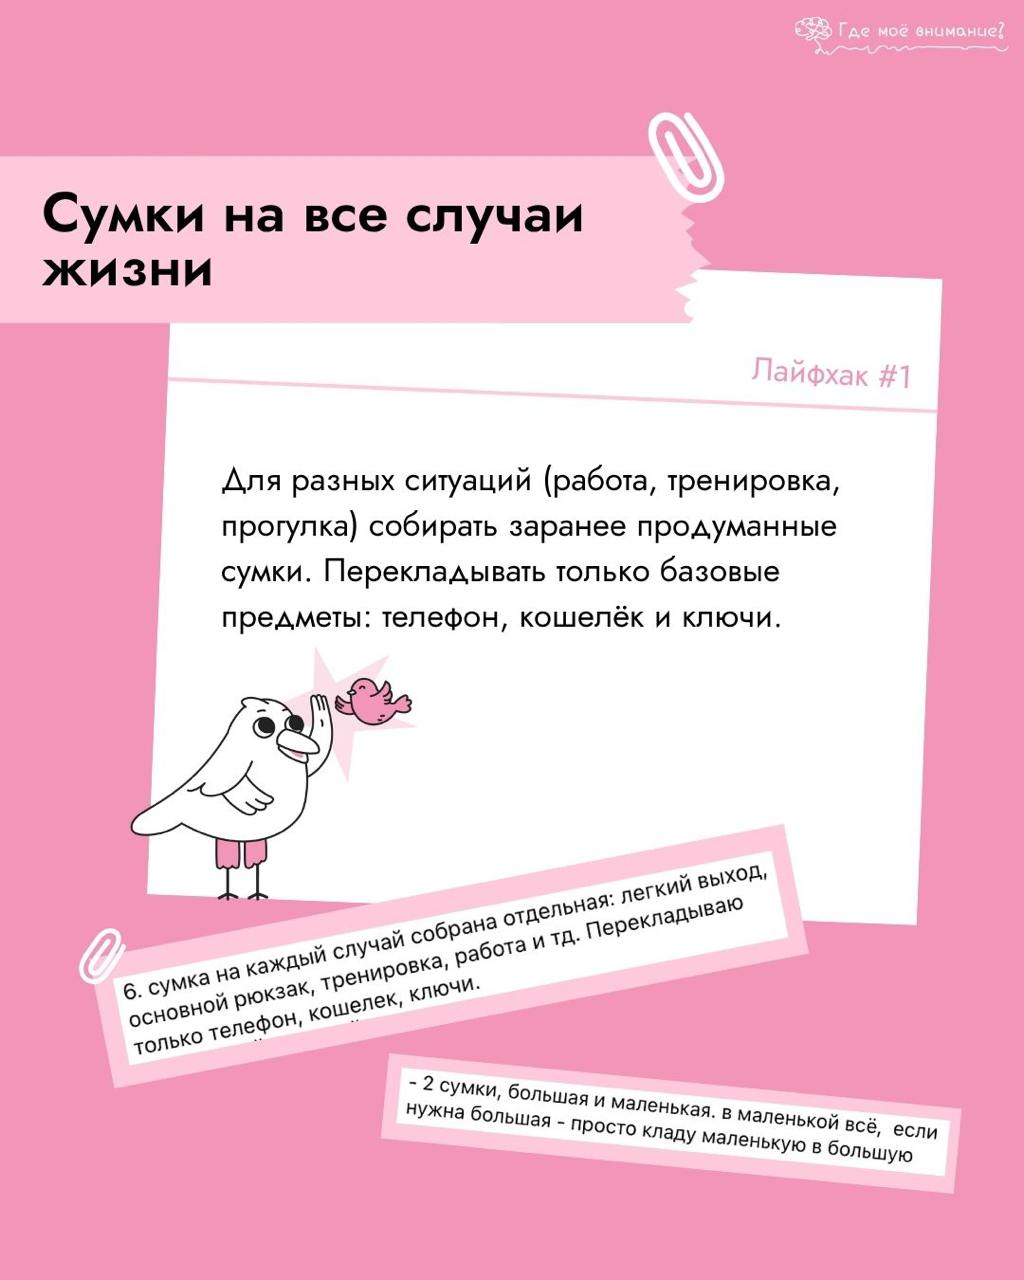 Где моё внимание?
Сумки на все случаи
жизни
Лайфхак #1
Для разных ситуаций (работа, тренировка,
прогулка) собирать заранее продуманные
сумки. Перекладывать только базовые
предметы: телефон, кошелёк и ключи.
6. сумка на каждый случай собрана отдельная: легкий выход,
основной рюкзак, тренировка, работа и тд. Перекладываю
только телефон, кошелек, ключи.
- 2 сумки, большая и маленькая. в маленькой всё, если
нужна большая - просто кладу маленькую в большую